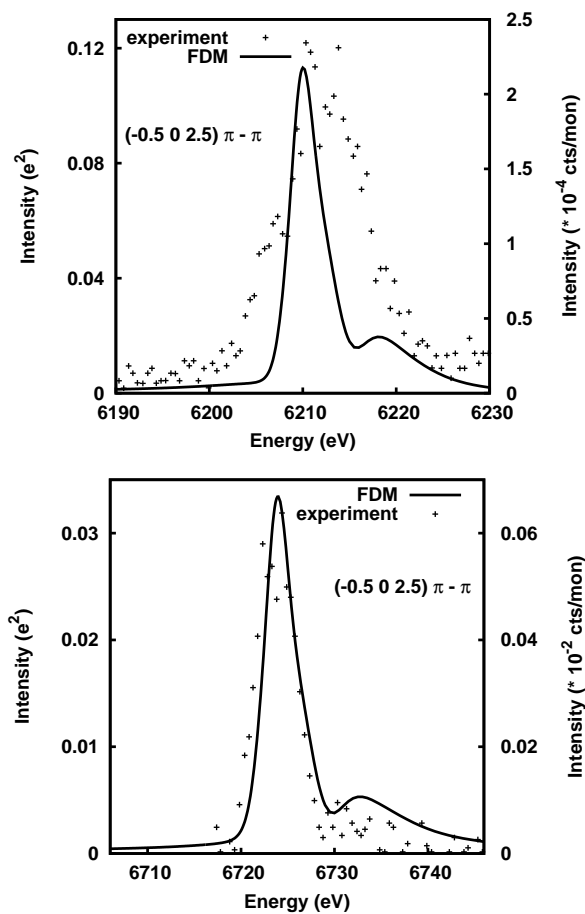 experiment
FDM
(-0.5 0 2.5) π - π
0.12
0.08
0.04
0
2.5
2
1.5
1
0.5
0
Intensity (e²)
Intensity (* 10⁻⁴ cts/mon)
6190 6200 6210 6220 6230
Energy (eV)
FDM
experiment
(-0.5 0 2.5) π - π
0.03
0.02
0.01
0
0.06
0.04
0.02
0
Intensity (e²)
Intensity (* 10⁻² cts/mon)
6710 6720 6730 6740
Energy (eV)